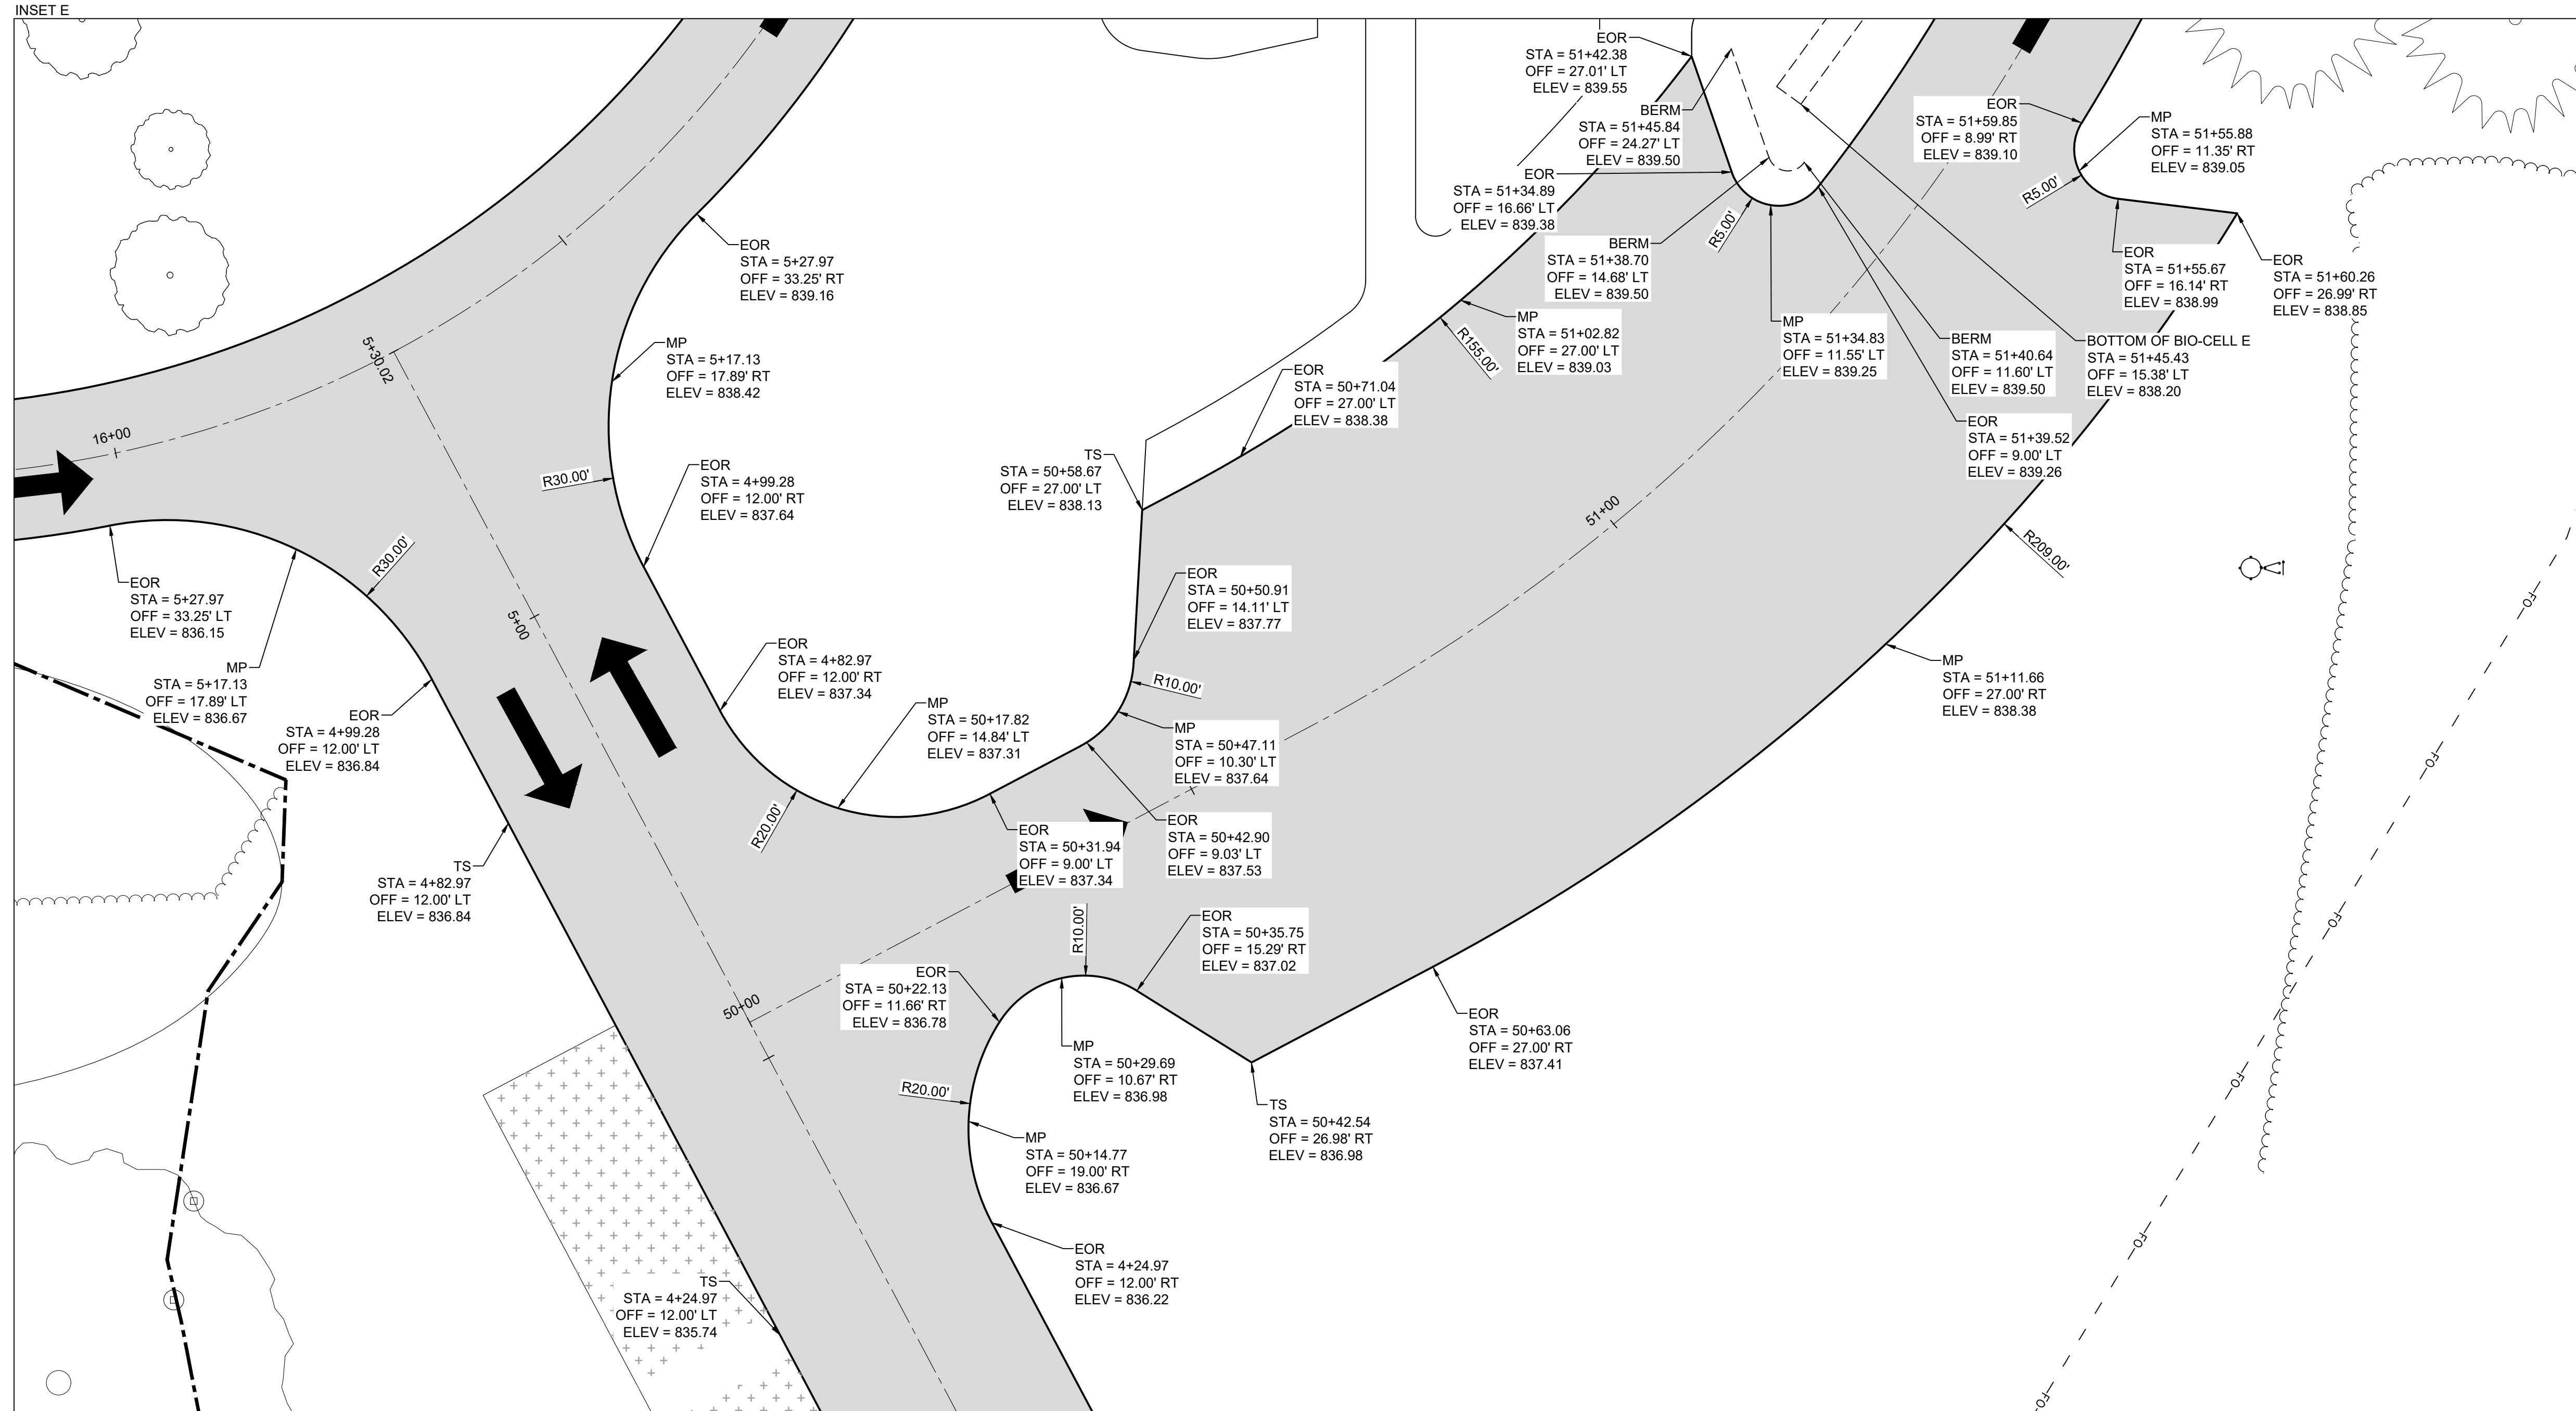 INSET E
EOR
STA = 51+42.38
OFF = 27.01' LT
ELEV = 839.55
BERM
STA = 51+45.84
OFF = 24.27' LT
ELEV = 839.50
EOR
STA = 51+34.89
OFF = 16.66' LT
ELEV = 839.38
BERM
STA = 51+38.70
OFF = 14.68' LT
ELEV = 839.50
R5.00'
EOR
STA = 51+59.85
OFF = 8.99' RT
ELEV = 839.10
MP
STA = 51+55.88
OFF = 11.35' RT
ELEV = 839.05
R5.00'
EOR
STA = 51+55.67
OFF = 16.14' RT
ELEV = 838.99
EOR
STA = 51+60.26
OFF = 26.99' RT
ELEV = 838.85
EOR
STA = 5+27.97
OFF = 33.25' RT
ELEV = 839.16
MP
STA = 5+17.13
OFF = 17.89' RT
ELEV = 838.42
5+30.02
MP
STA = 51+02.82
OFF = 27.00' LT
ELEV = 839.03
R155.00'
MP
STA = 51+34.83
OFF = 11.55' LT
ELEV = 839.25
BERM
STA = 51+40.64
OFF = 11.60' LT
ELEV = 839.50
BOTTOM OF BIO-CELL E
STA = 51+45.43
OFF = 15.38' LT
ELEV = 838.20
EOR
STA = 51+39.52
OFF = 9.00' LT
ELEV = 839.26
EOR
STA = 50+71.04
OFF = 27.00' LT
ELEV = 838.38
TS
STA = 50+58.67
OFF = 27.00' LT
ELEV = 838.13
16+00
R30.00'
EOR
STA = 4+99.28
OFF = 12.00' RT
ELEV = 837.64
51+00
R209.00'
R30.00'
EOR
STA = 5+27.97
OFF = 33.25' LT
ELEV = 836.15
MP
STA = 5+17.13
OFF = 17.89' LT
ELEV = 836.67
5+00
EOR
STA = 50+50.91
OFF = 14.11' LT
ELEV = 837.77
EOR
STA = 4+82.97
OFF = 12.00' RT
ELEV = 837.34
R10.00'
MP
STA = 51+11.66
OFF = 27.00' RT
ELEV = 838.38
EOR
STA = 4+99.28
OFF = 12.00' LT
ELEV = 836.84
MP
STA = 50+17.82
OFF = 14.84' LT
ELEV = 837.31
MP
STA = 50+47.11
OFF = 10.30' LT
ELEV = 837.64
R20.00'
EOR
STA = 50+31.94
OFF = 9.00' LT
ELEV = 837.34
EOR
STA = 50+42.90
OFF = 9.03' LT
ELEV = 837.53
TS
STA = 4+82.97
OFF = 12.00' LT
ELEV = 836.84
R10.00'
EOR
STA = 50+35.75
OFF = 15.29' RT
ELEV = 837.02
50+00
EOR
STA = 50+22.13
OFF = 11.66' RT
ELEV = 836.78
EOR
STA = 50+63.06
OFF = 27.00' RT
ELEV = 837.41
MP
STA = 50+29.69
OFF = 10.67' RT
ELEV = 836.98
R20.00'
TS
STA = 50+42.54
OFF = 26.98' RT
ELEV = 836.98
MP
STA = 50+14.77
OFF = 19.00' RT
ELEV = 836.67
EOR
STA = 4+24.97
OFF = 12.00' RT
ELEV = 836.22
TS
STA = 4+24.97
OFF = 12.00' LT
ELEV = 835.74
FO
FO
FO
FO
FO
FO